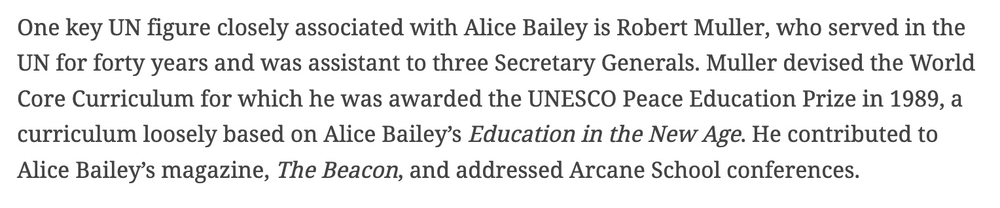 One key UN figure closely associated with Alice Bailey is Robert Muller, who served in the
UN for forty years and was assistant to three Secretary Generals. Muller devised the World
Core Curriculum for which he was awarded the UNESCO Peace Education Prize in 1989, a
curriculum loosely based on Alice Bailey’s Education in the New Age. He contributed to
Alice Bailey’s magazine, The Beacon, and addressed Arcane School conferences.